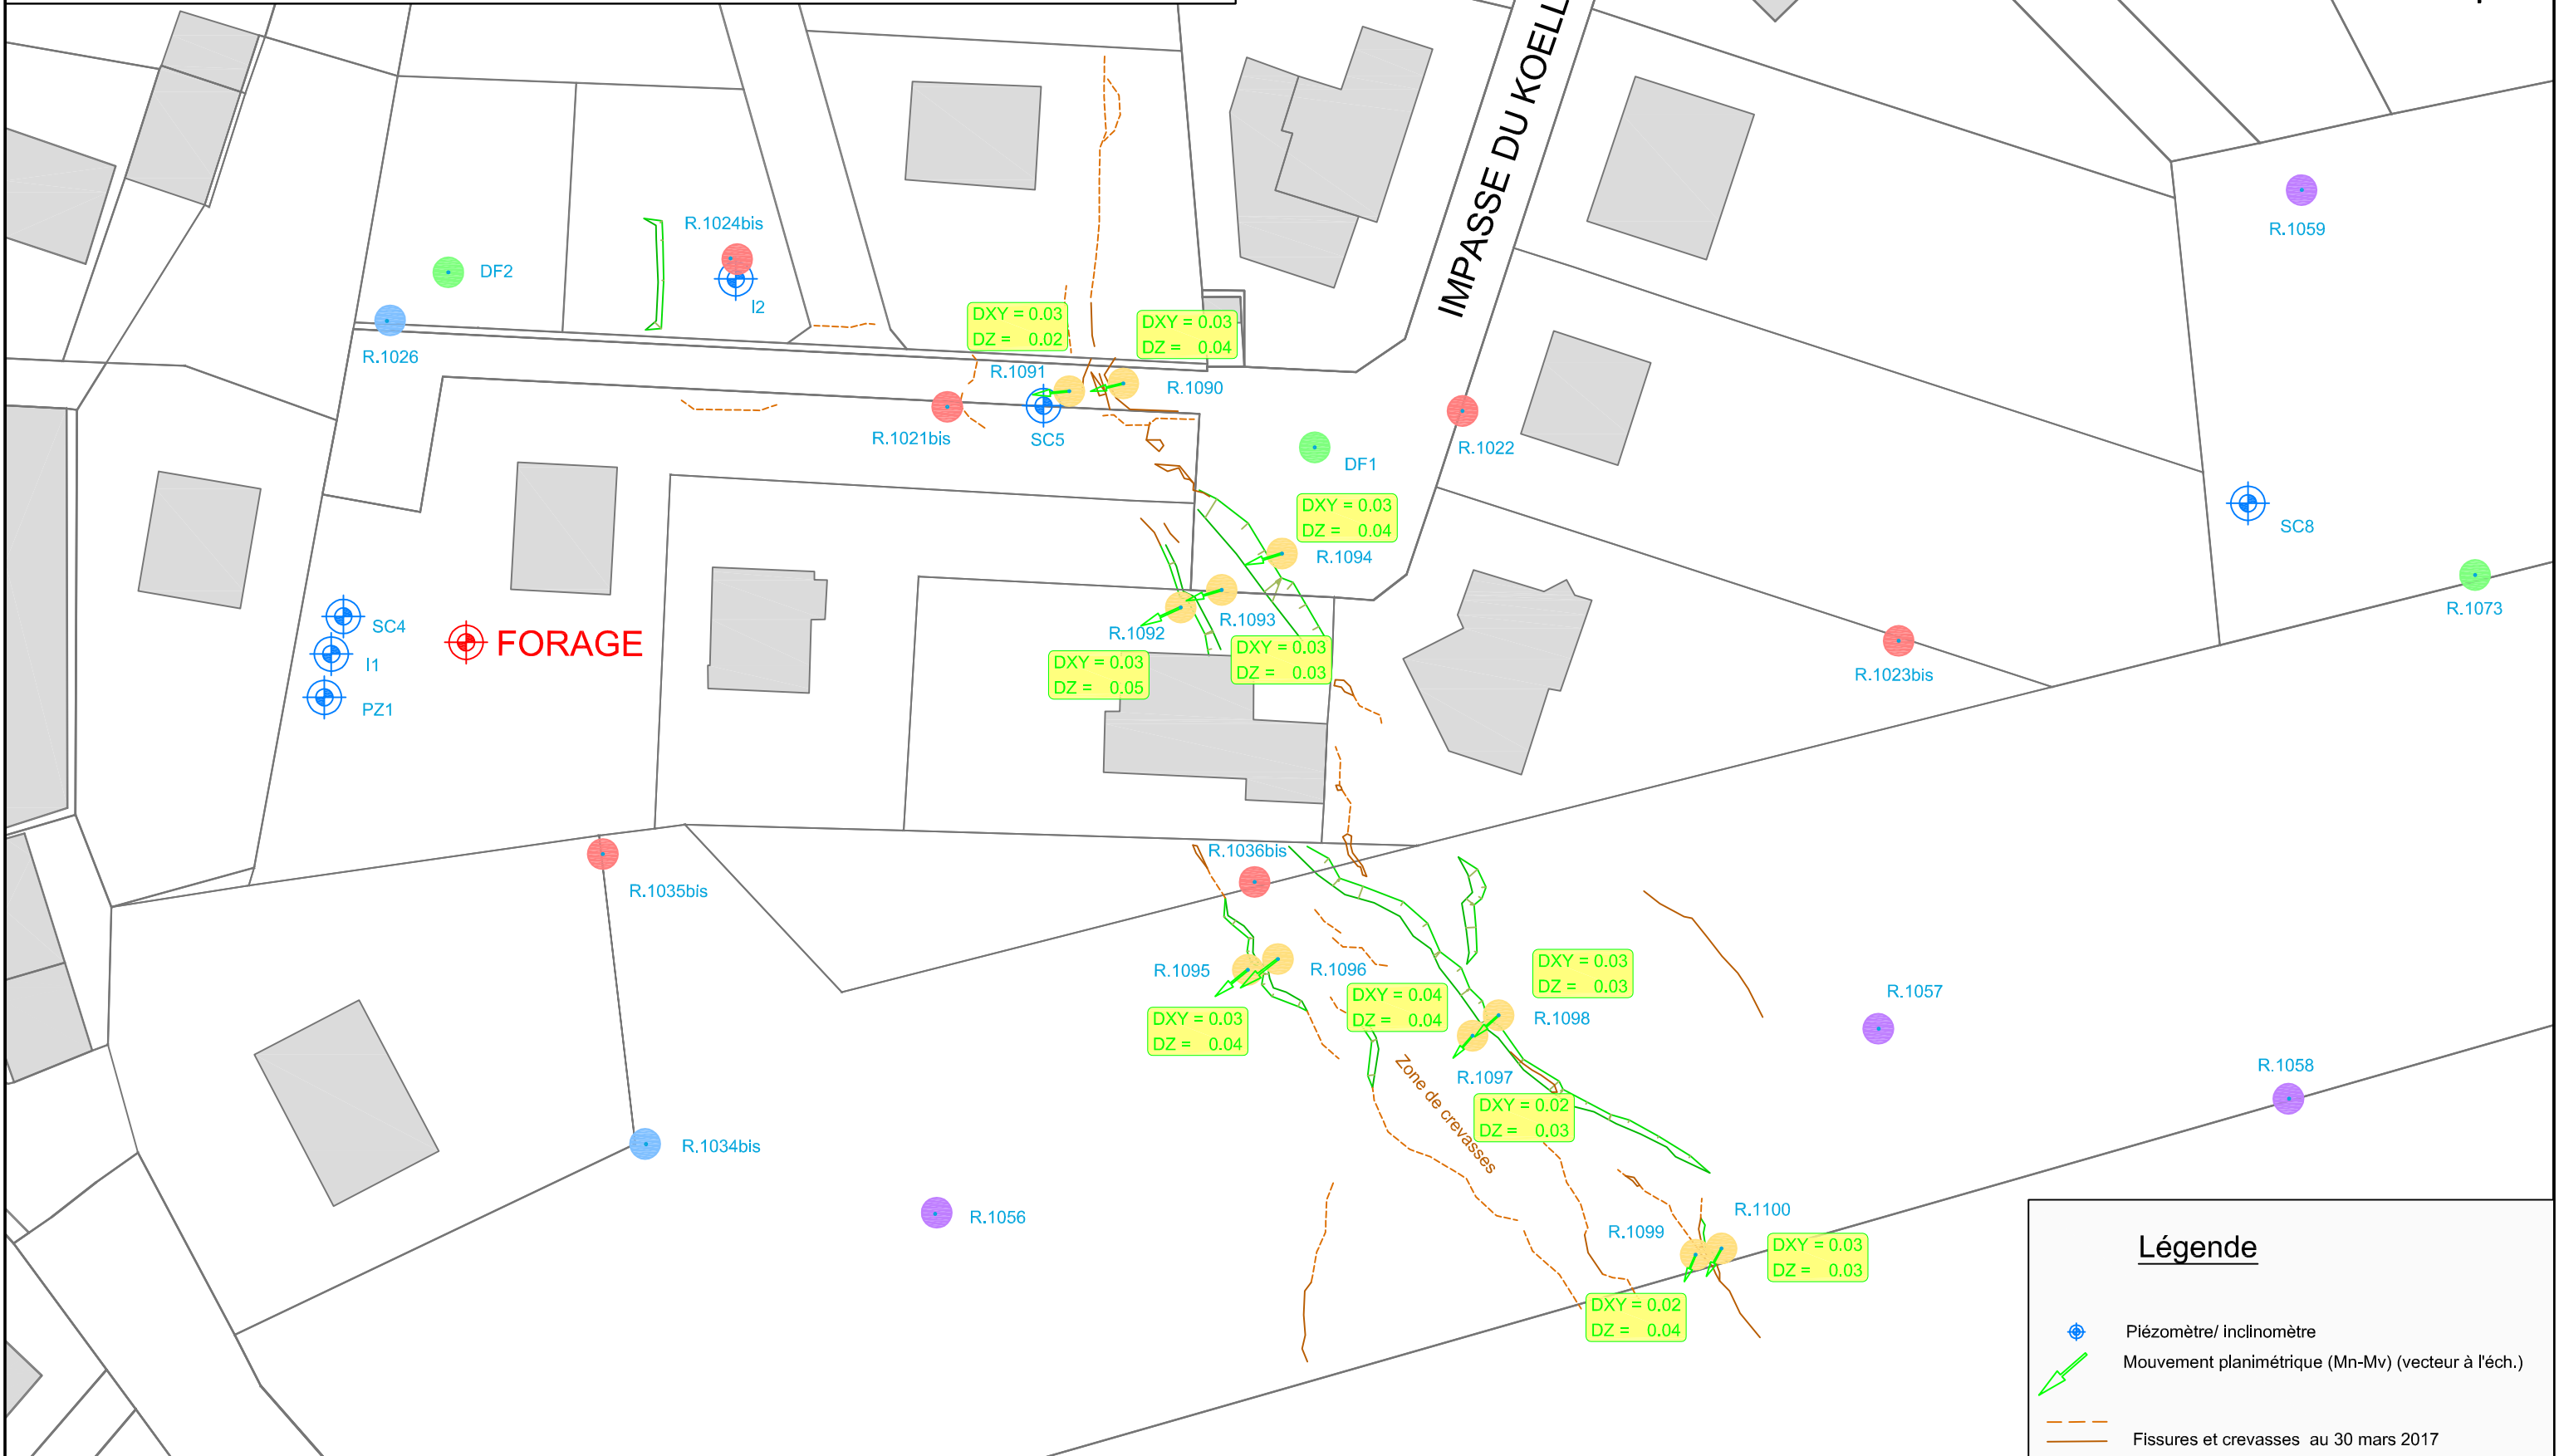 IMPASSE DU KOELL
R.1059
R.1024bis
DF2
I2
R.1026
DXY = 0.03
DZ = 0.02
DXY = 0.03
DZ = 0.04
R.1091
R.1090
R.1021bis
SC5
R.1022
DF1
DXY = 0.03
DZ = 0.04
R.1094
SC8
R.1073
SC4
FORAGE
I1
PZ1
R.1092
R.1093
DXY = 0.03
DZ = 0.05
DXY = 0.03
DZ = 0.03
R.1023bis
R.1036bis
R.1035bis
R.1095
R.1096
DXY = 0.03
DZ = 0.03
DXY = 0.04
DZ = 0.04
R.1098
R.1057
DXY = 0.03
DZ = 0.04
R.1097
Zone de crevasses
DXY = 0.02
DZ = 0.03
R.1058
R.1034bis
R.1056
R.1099
R.1100
DXY = 0.03
DZ = 0.03
DXY = 0.02
DZ = 0.04
Légende
Piézomètre/ inclinomètre
Mouvement planimétrique (Mn-Mv) (vecteur à l'éch.)
Fissures et crevasses au 30 mars 2017